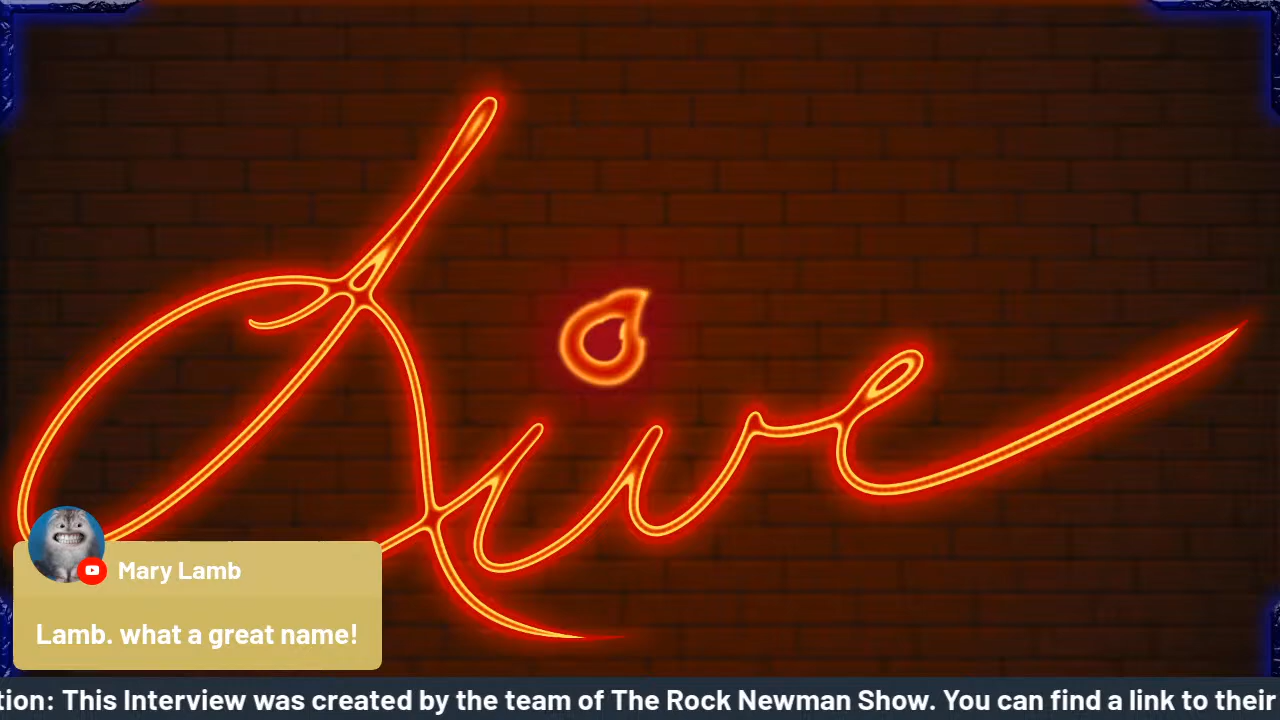 Live
Mary Lamb
Lamb. what a great name!
tion: This Interview was created by the team of The Rock Newman Show. You can find a link to their